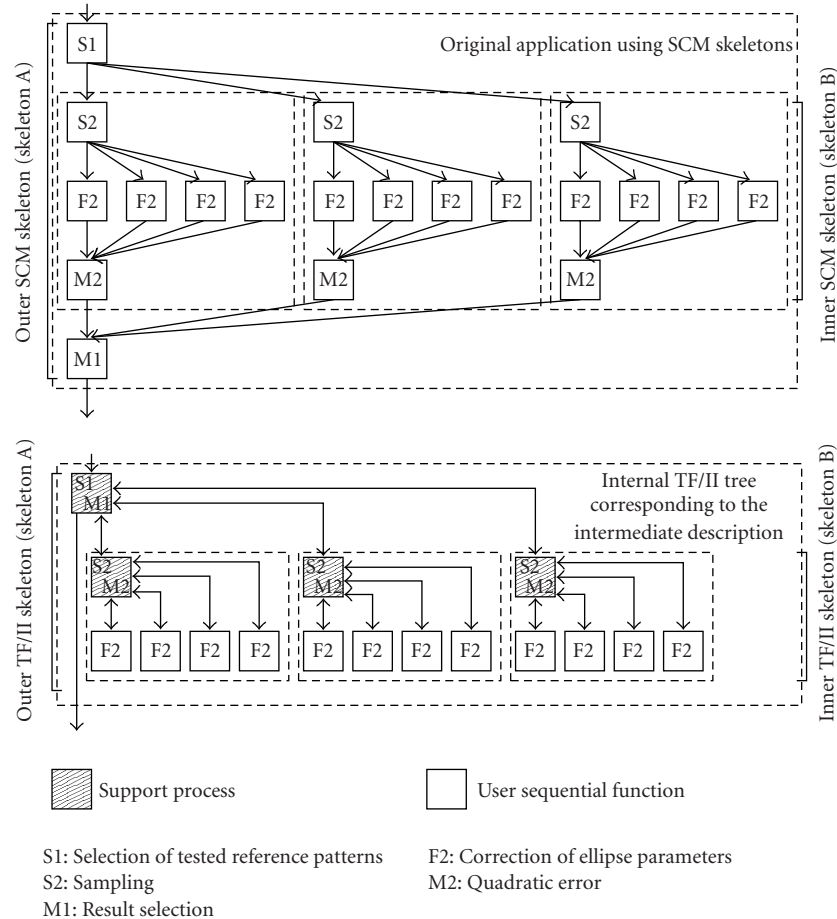 Original application using SCM skeletons
Outer SCM skeleton (skeleton A)
Inner SCM skeleton (skeleton B)
S1
S2 S2 S2
F2 F2 F2 F2 F2 F2 F2 F2 F2 F2 F2 F2
M2 M2 M2
M1
Outer TF/II skeleton (skeleton A)
Inner TF/II skeleton (skeleton B)
Internal TF/II tree
corresponding to the
intermediate description
S1
M1
S2 S2 S2
M2 M2 M2
F2 F2 F2 F2 F2 F2 F2 F2 F2 F2 F2 F2
Support process
User sequential function
S1: Selection of tested reference patterns
S2: Sampling
M1: Result selection
F2: Correction of ellipse parameters
M2: Quadratic error